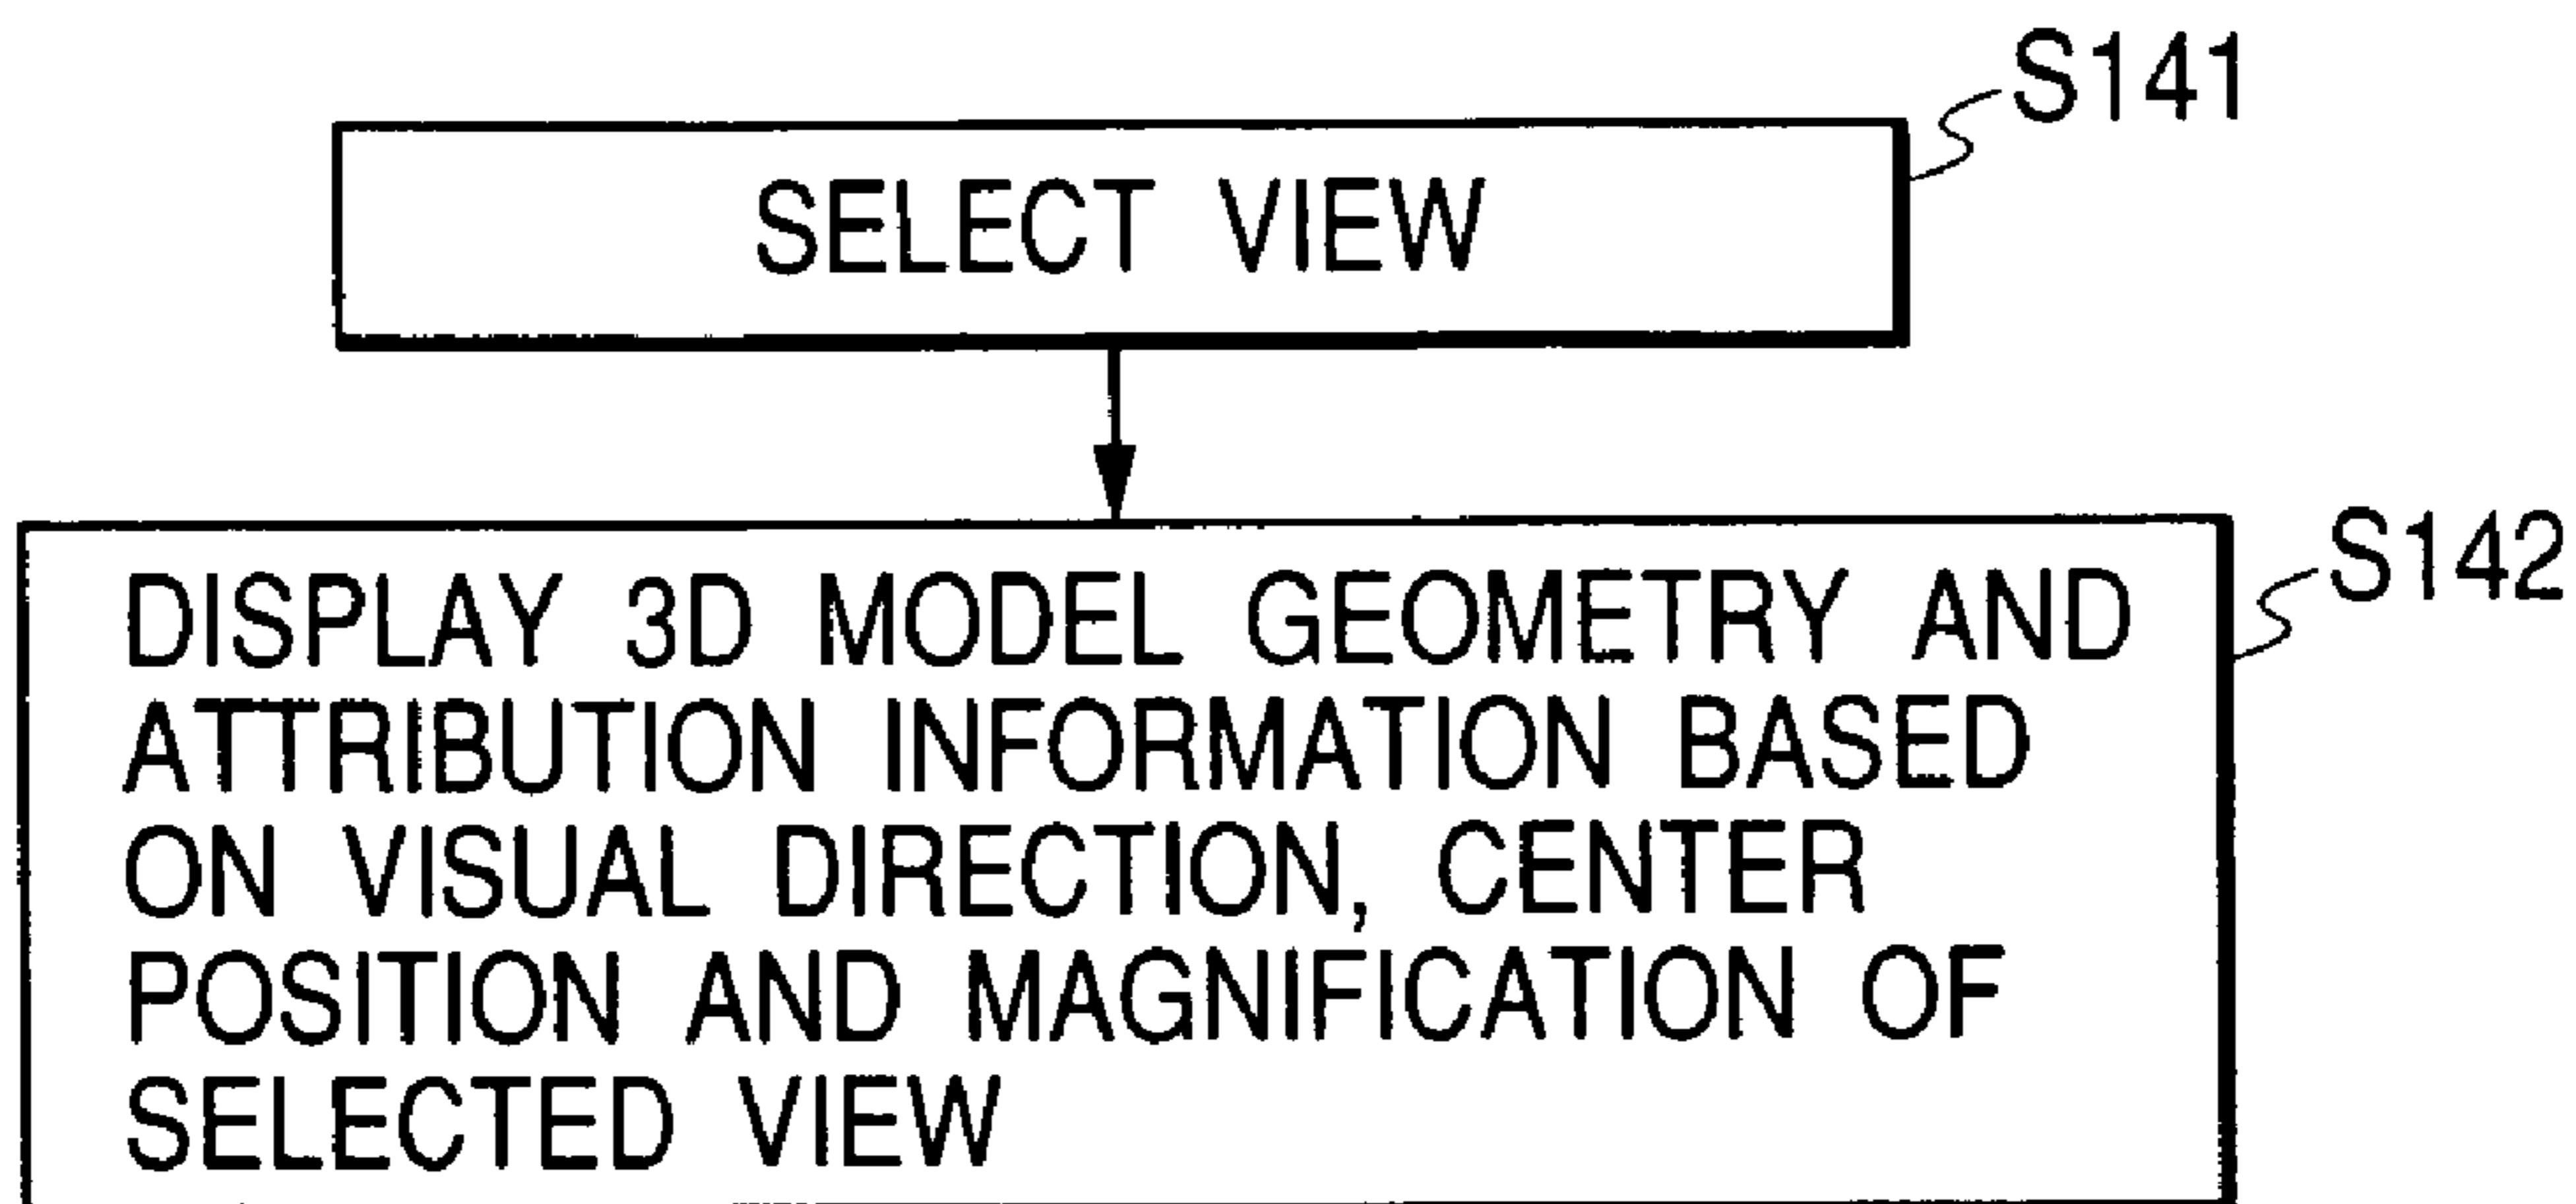 S141
SELECT VIEW
S142
DISPLAY 3D MODEL GEOMETRY AND
ATTRIBUTION INFORMATION BASED
ON VISUAL DIRECTION, CENTER
POSITION AND MAGNIFICATION OF
SELECTED VIEW